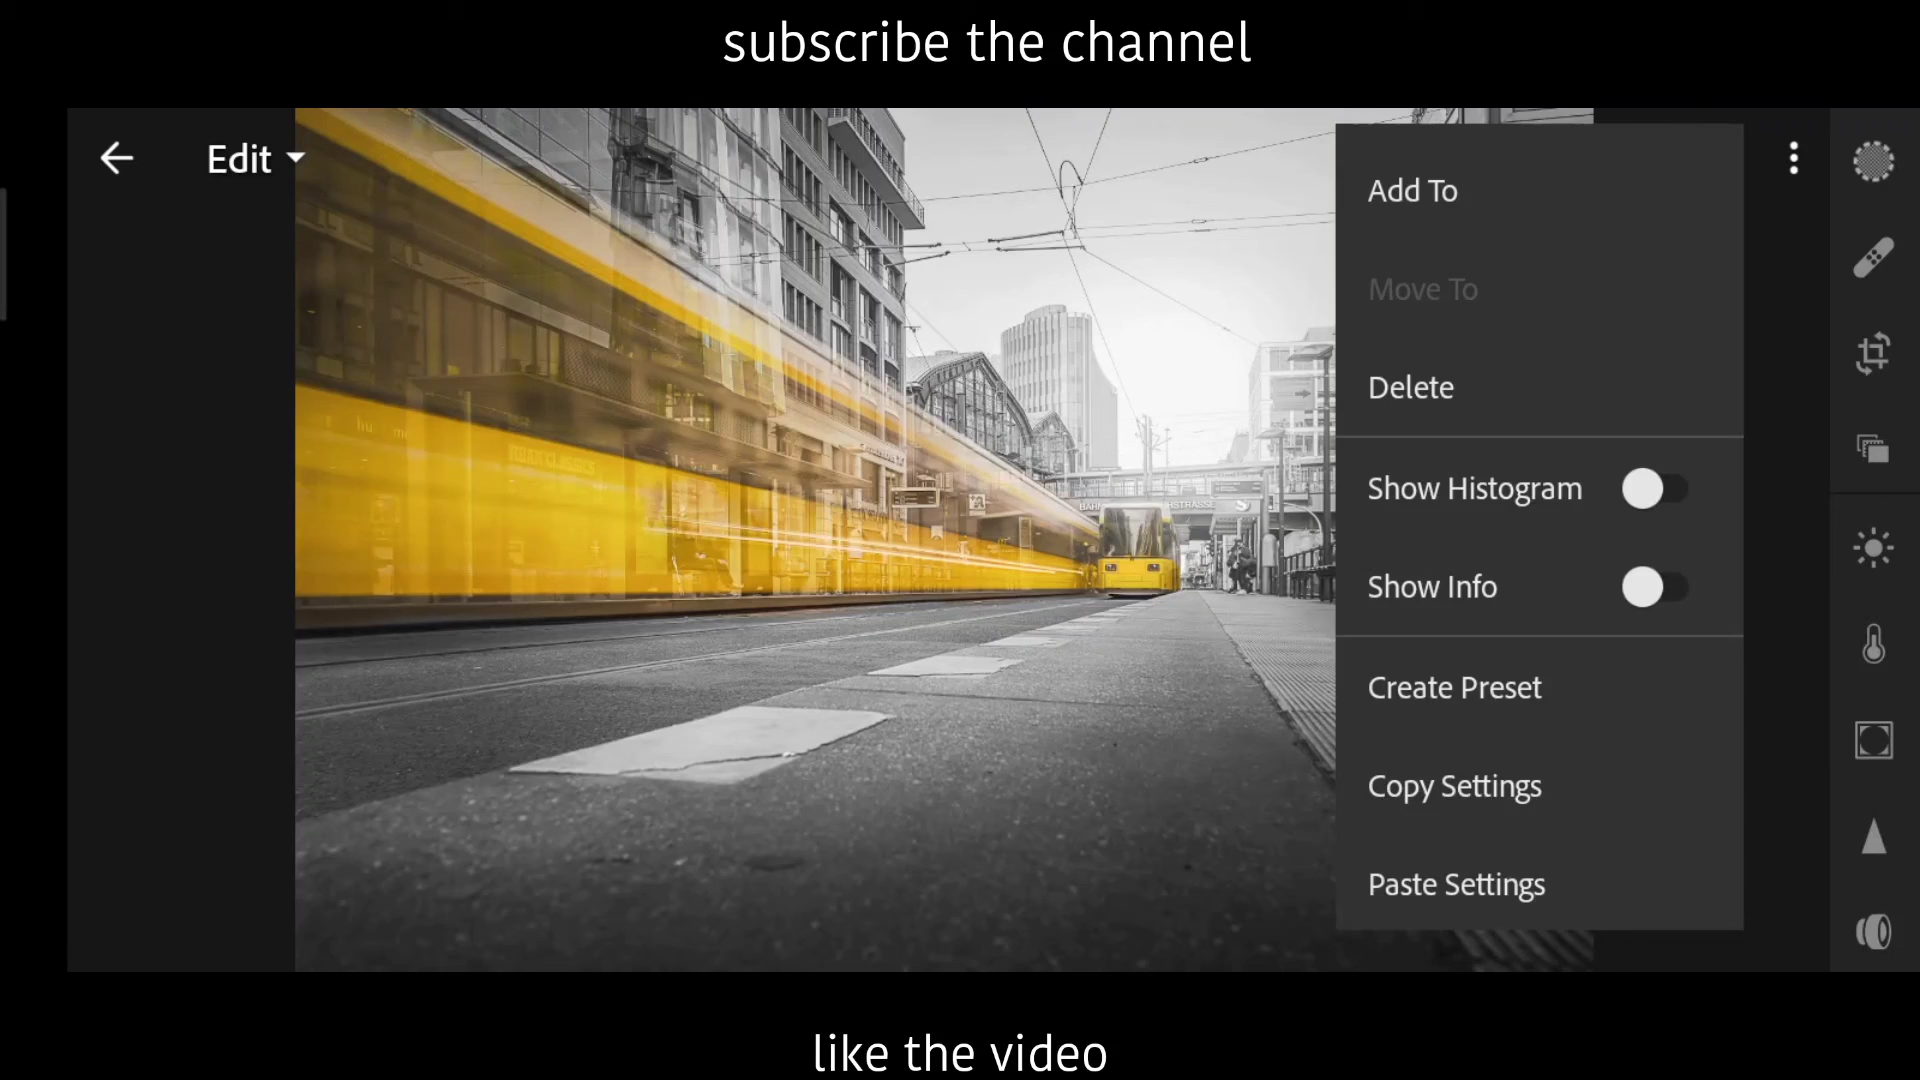 subscribe the channel
Edit
Add To
Move To
Delete
Show Histogram
Show Info
Create Preset
Copy Settings
Paste Settings
like the video